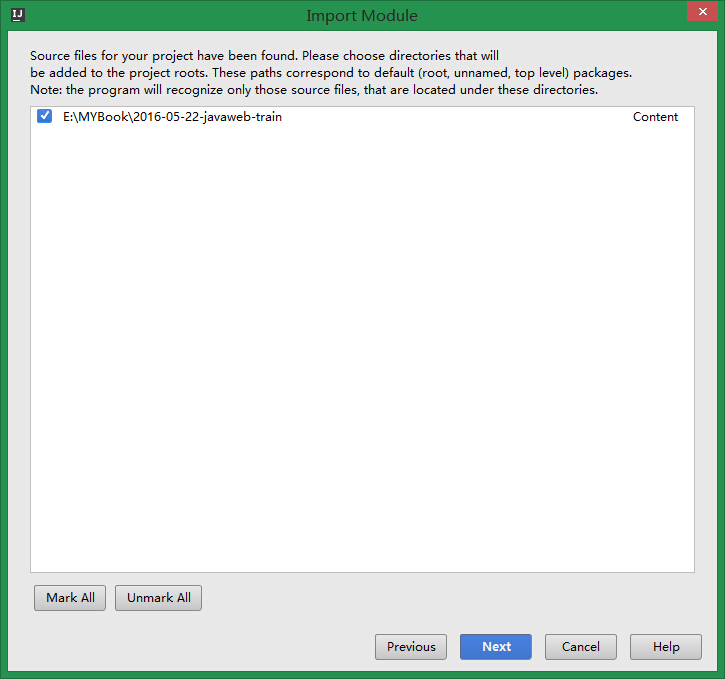 IJ
Import Module
Source files for your project have been found. Please choose directories that will
be added to the project roots. These paths correspond to default (root, unnamed, top level) packages.
Note: the program will recognize only those source files, that are located under these directories.
E:\MYBook\2016-05-22-javaweb-train Content
Mark All Unmark All
Previous Next Cancel Help